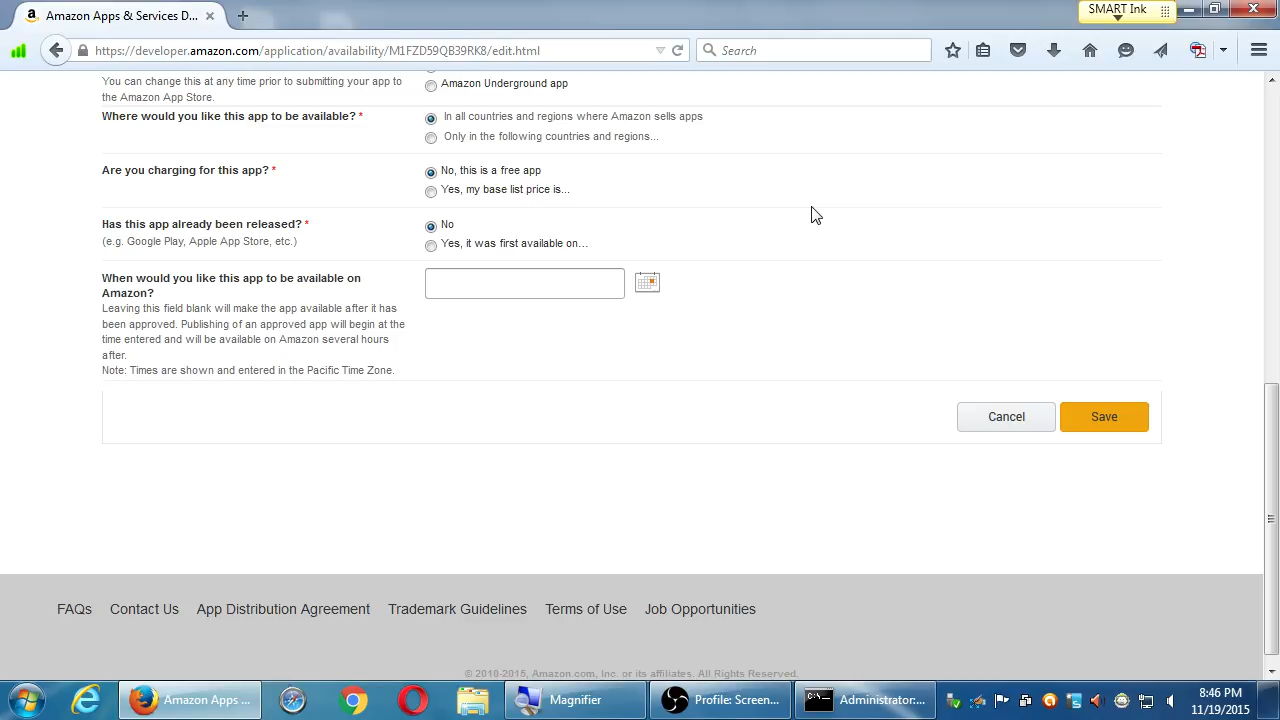 Amazon Apps & Services D...
SMART Ink
https://developer.amazon.com/application/availability/M1FZD59QB39RK8/edit.html
Search
You can change this at any time prior to submitting your app to
the Amazon App Store.
Amazon Underground app
Where would you like this app to be available? *
In all countries and regions where Amazon sells apps
Only in the following countries and regions...
Are you charging for this app? *
No, this is a free app
Yes, my base list price is...
Has this app already been released? *
(e.g. Google Play, Apple App Store, etc.)
No
Yes, it was first available on...
When would you like this app to be available on
Amazon?
Leaving this field blank will make the app available after it has
been approved. Publishing of an approved app will begin at the
time entered and will be available on Amazon several hours
after.
Note: Times are shown and entered in the Pacific Time Zone.
Cancel
Save
FAQs Contact Us App Distribution Agreement Trademark Guidelines Terms of Use Job Opportunities
© 2010-2015, Amazon.com, Inc. or its affiliates. All Rights Reserved.
Amazon Apps ...
Magnifier
Profile: Screen...
Administrator:...
8:46 PM
11/19/2015